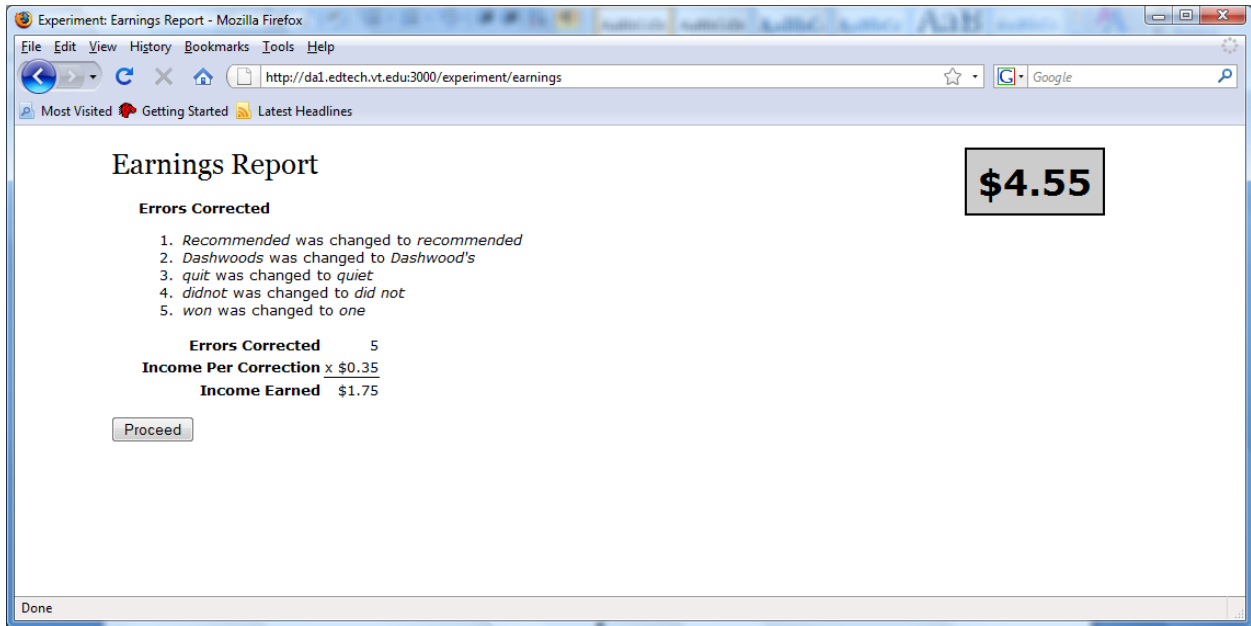 Experiment: Earnings Report - Mozilla Firefox
File Edit View History Bookmarks Tools Help
http://da1.edtech.vt.edu:3000/experiment/earnings
G Google
Most Visited Getting Started Latest Headlines
Earnings Report
$4.55
Errors Corrected
1. Recommended was changed to recommended
2. Dashwoods was changed to Dashwood's
3. quit was changed to quiet
4. didnot was changed to did not
5. won was changed to one
Errors Corrected 5
Income Per Correction x $0.35
Income Earned $1.75
Proceed
Done